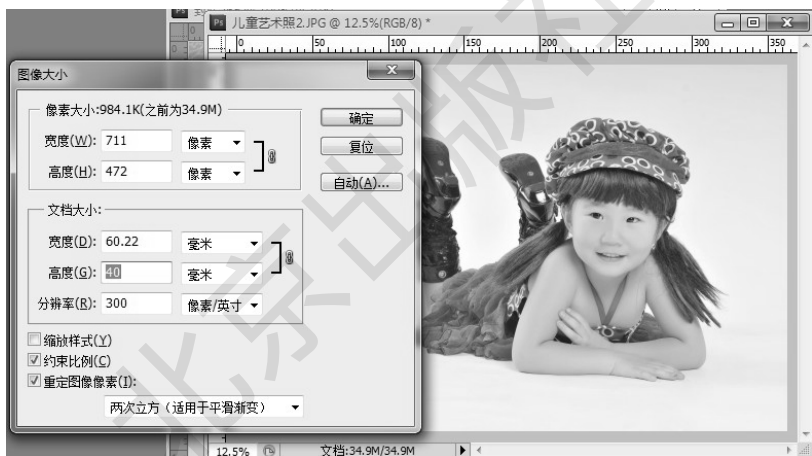 儿童艺术照2.JPG @ 12.5%(RGB/8) *
0 50 100 150 200 250 300 350
图像大小
像素大小:984.1K(之前为34.9M)
宽度(W): 711 像素
高度(H): 472 像素
文档大小:
宽度(D): 60.22 毫米
高度(G): 40 毫米
分辨率(R): 300 像素/英寸
缩放样式(Y)
约束比例(C)
重定图像像素(I):
两次立方（适用于平滑渐变）
确定
复位
自动(A)...
12.5% 文档:34.9M/34.9M
北京出版社